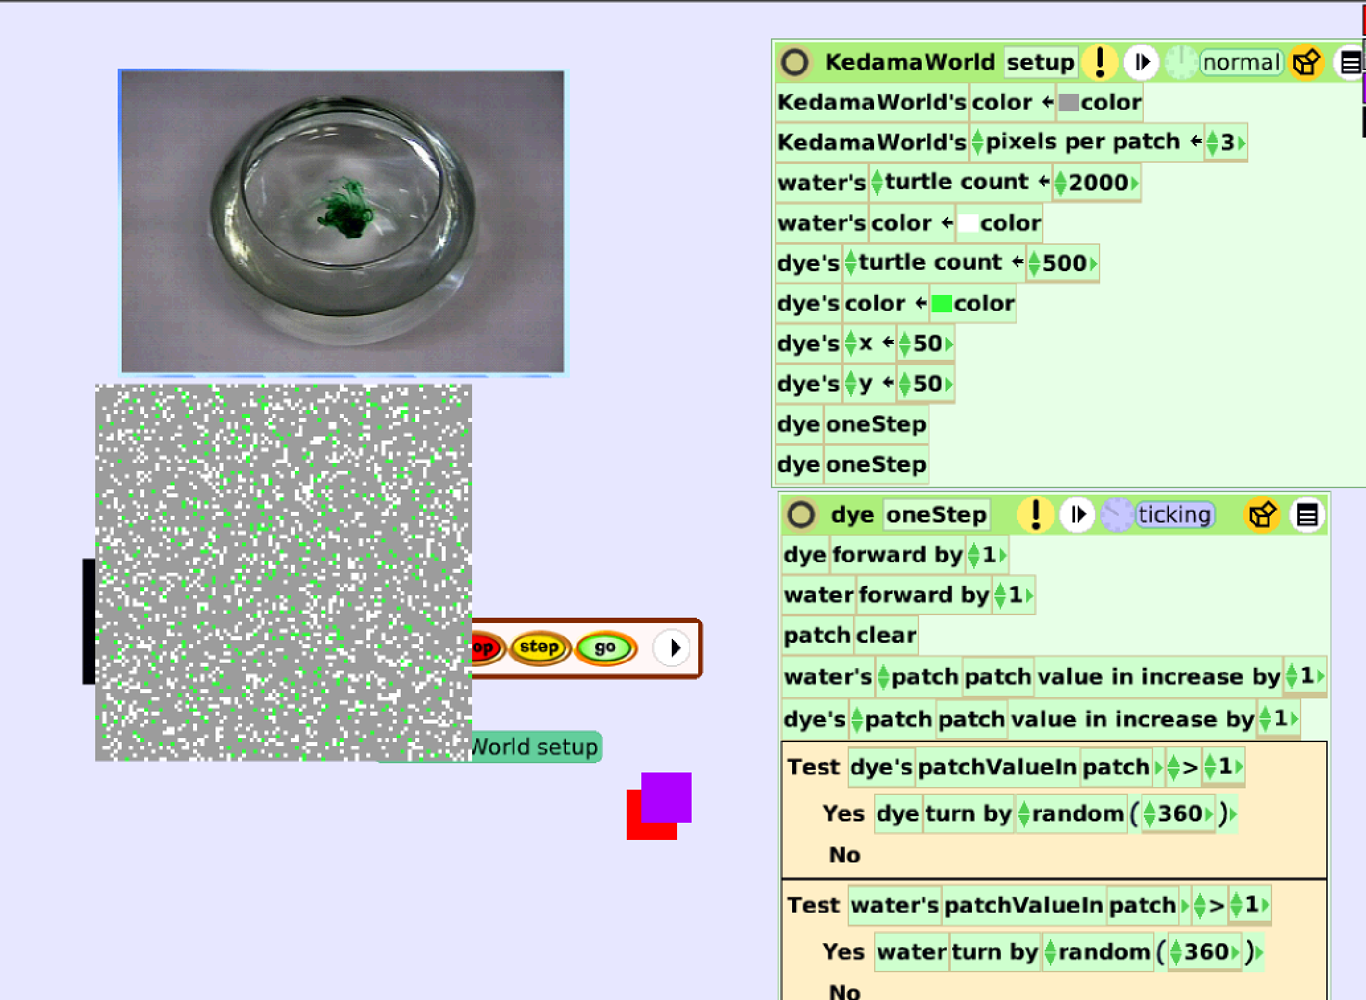 KedamaWorld setup ! normal
KedamaWorld's color ← color
KedamaWorld's pixels per patch ← 3
water's turtle count ← 2000
water's color ← color
dye's turtle count ← 500
dye's color ← color
dye's x ← 50
dye's y ← 50
dye oneStep
dye oneStep
dye oneStep ! ticking
dye forward by 1
water forward by 1
patch clear
water's patch patch value in increase by 1
dye's patch patch value in increase by 1
Test dye's patchValueIn patch > 1
Yes dye turn by random ( 360 )
No
Test water's patchValueIn patch > 1
Yes water turn by random ( 360 )
No
op step go
World setup